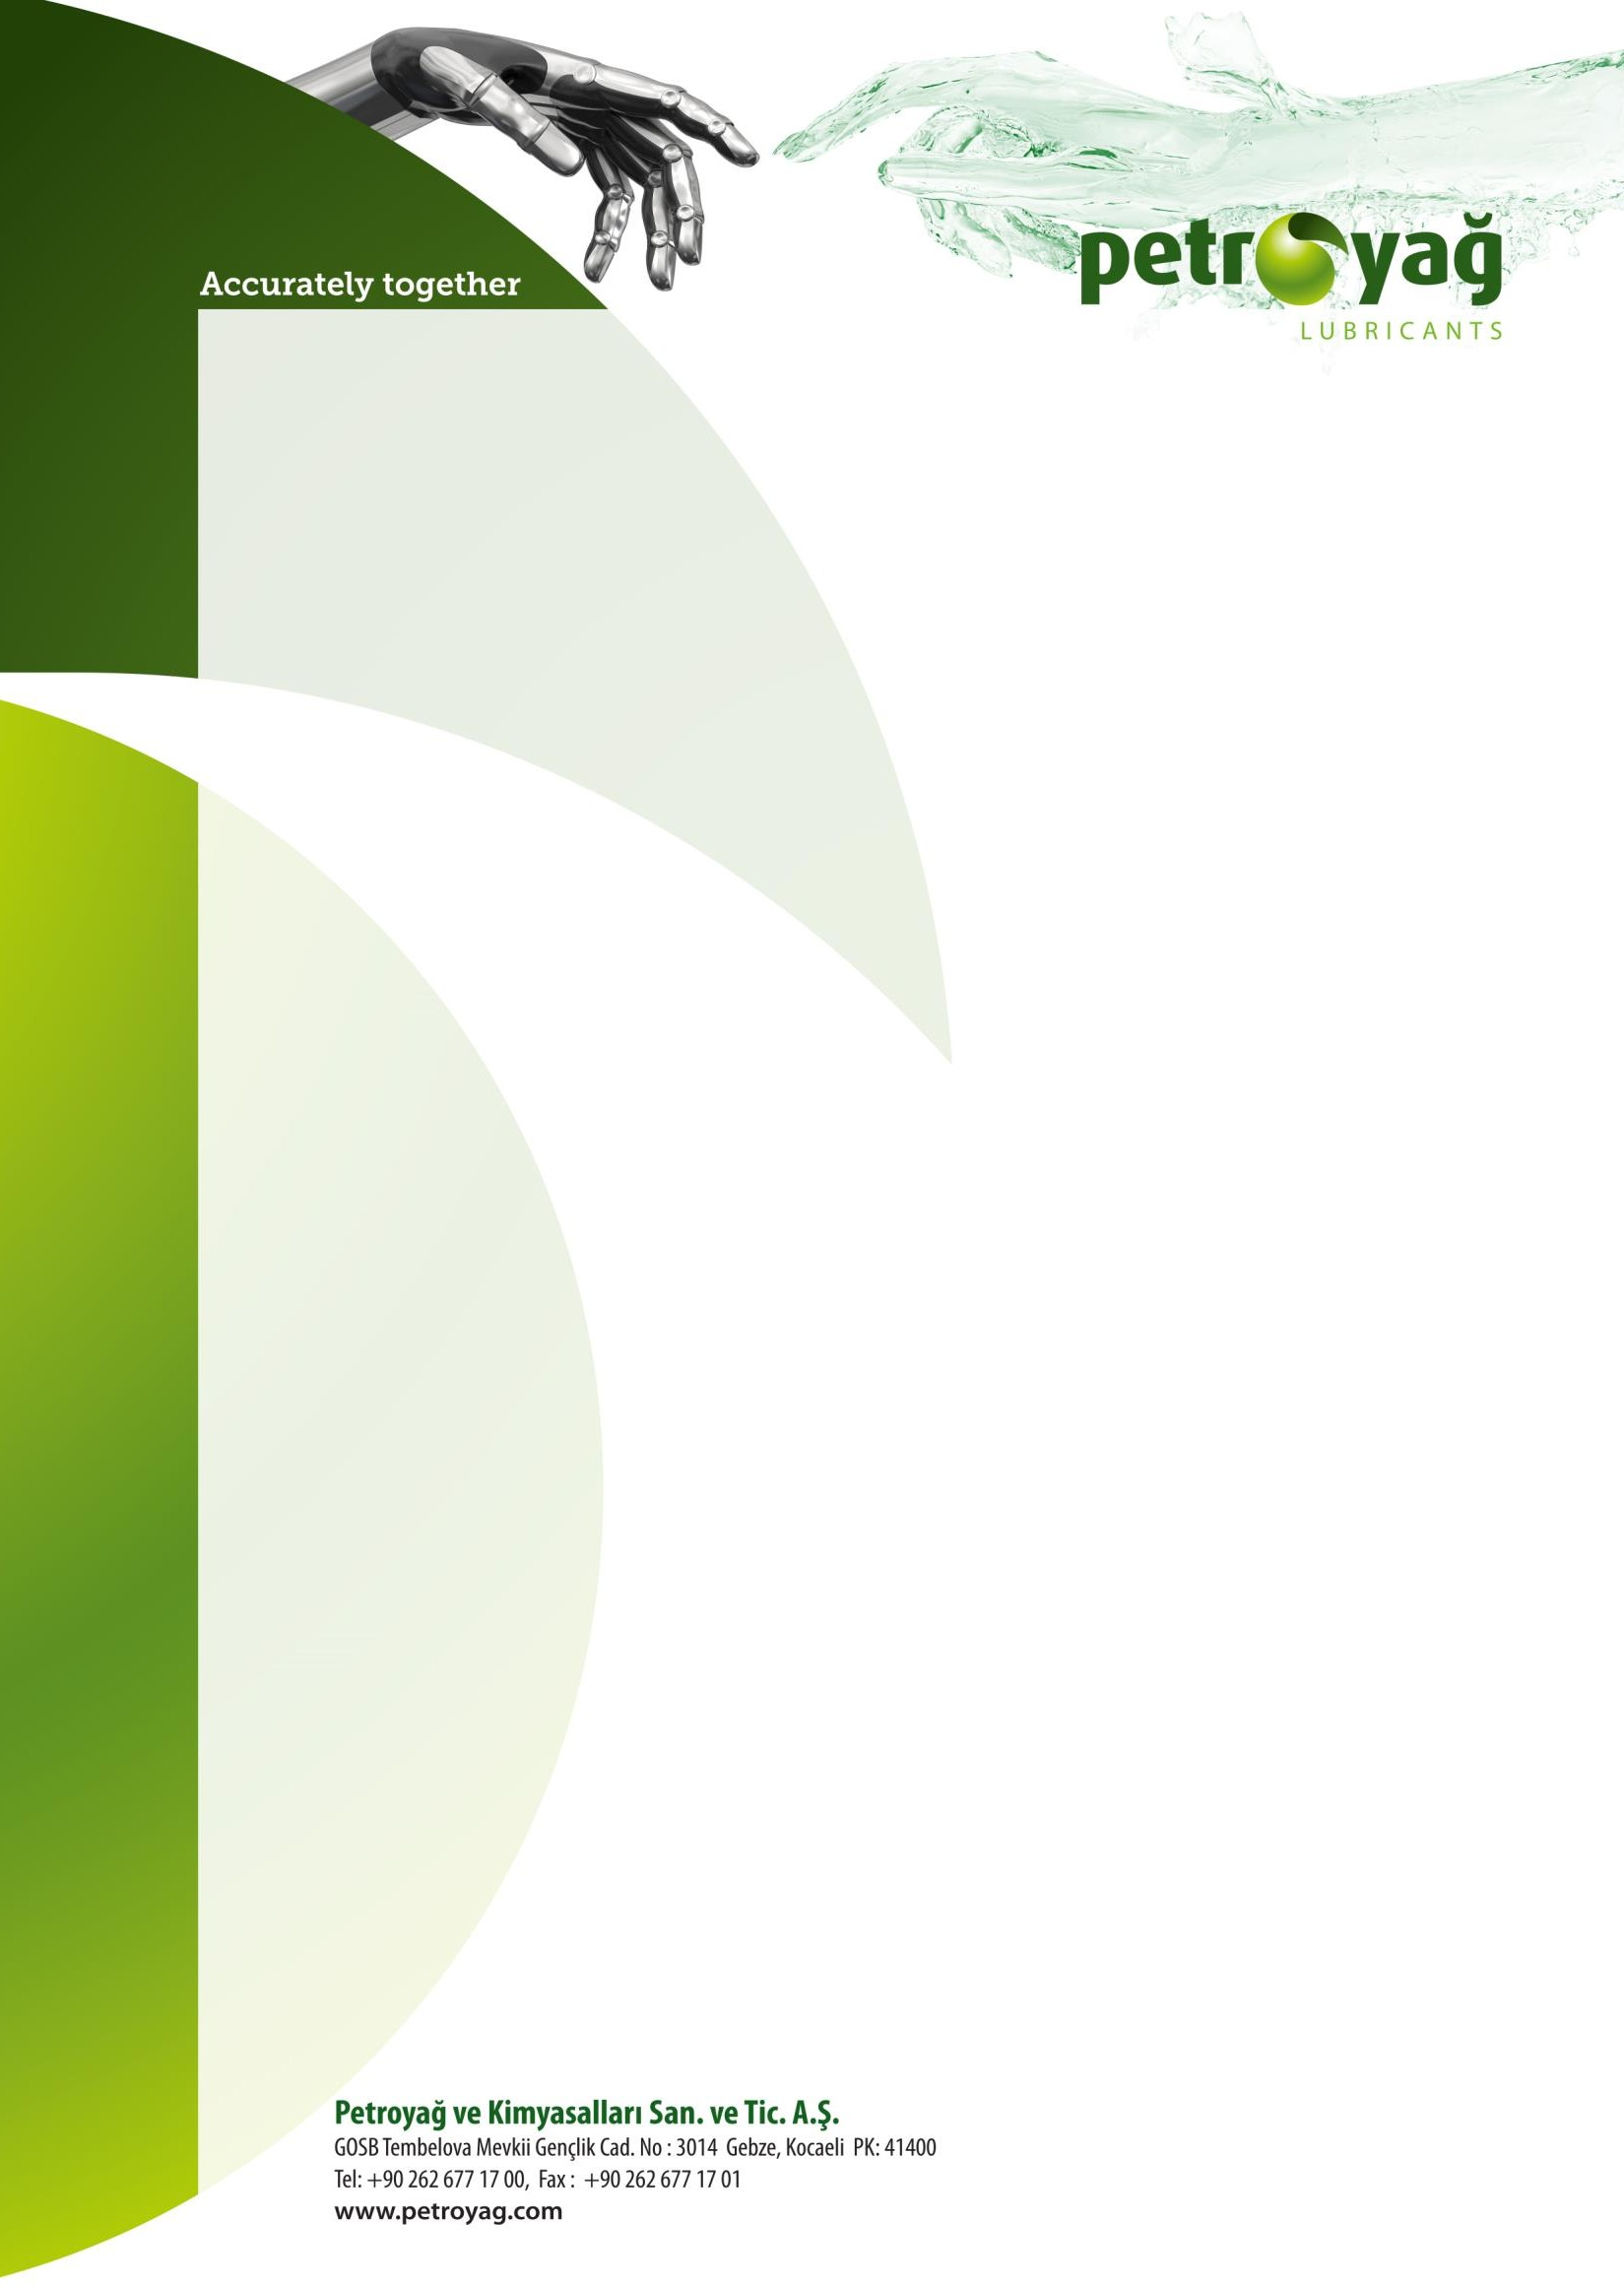 Accurately together
petroyağ
LUBRICANTS
Petroyağ ve Kimyasalları San. ve Tic. A.Ş.
GOSB Tembelova Mevkii Gençlik Cad. No : 3014 Gebze, Kocaeli PK: 41400
Tel: +90 262 677 17 00, Fax : +90 262 677 17 01
www.petroyag.com